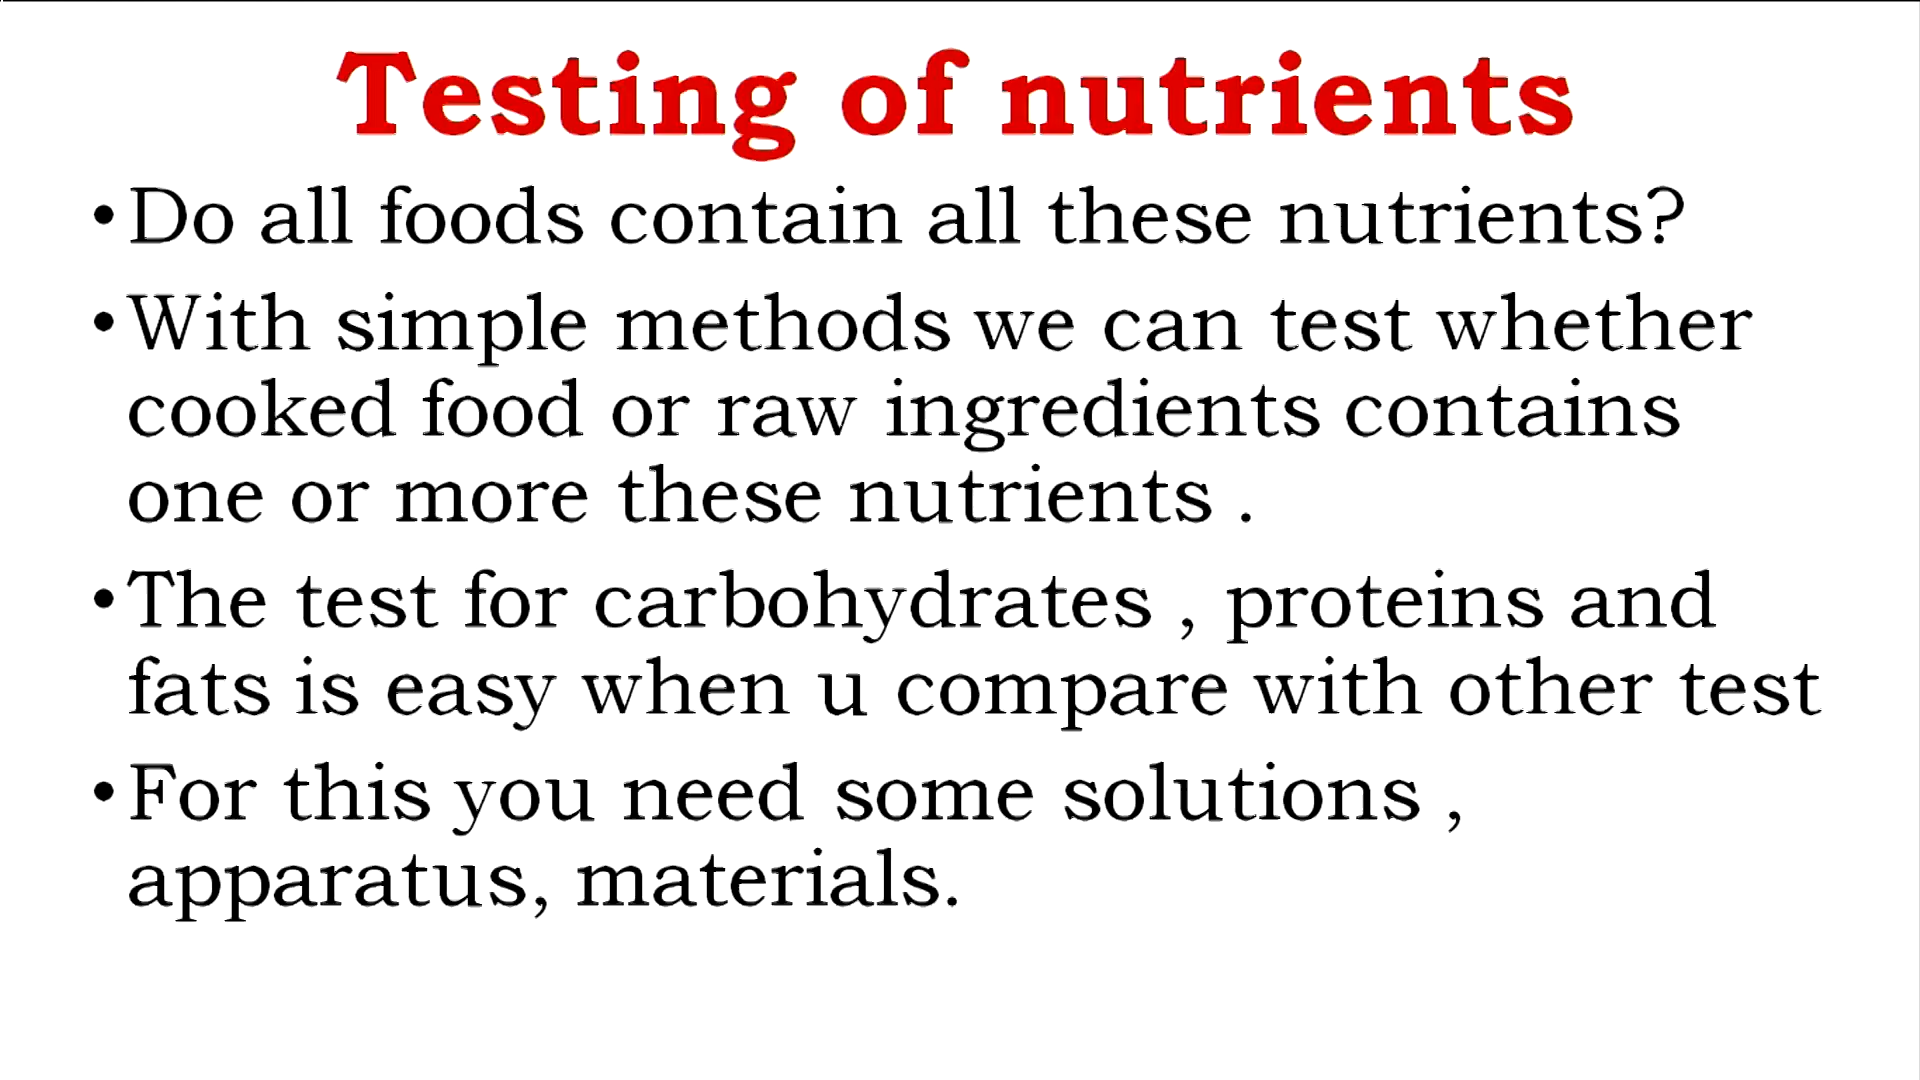 Testing of nutrients
•Do all foods contain all these nutrients?
•With simple methods we can test whether
cooked food or raw ingredients contains
one or more these nutrients .
•The test for carbohydrates , proteins and
fats is easy when u compare with other test
•For this you need some solutions ,
apparatus, materials.